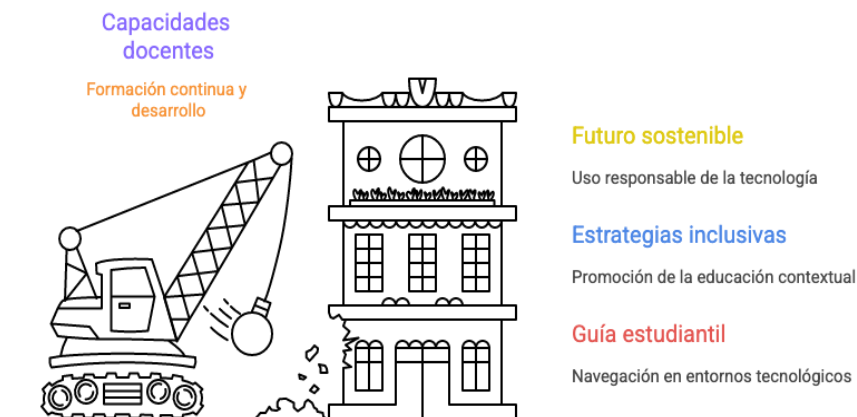 Capacidades
docentes
Formación continua y
desarrollo
Futuro sostenible
Uso responsable de la tecnología
Estrategias inclusivas
Promoción de la educación contextual
Guía estudiantil
Navegación en entornos tecnológicos